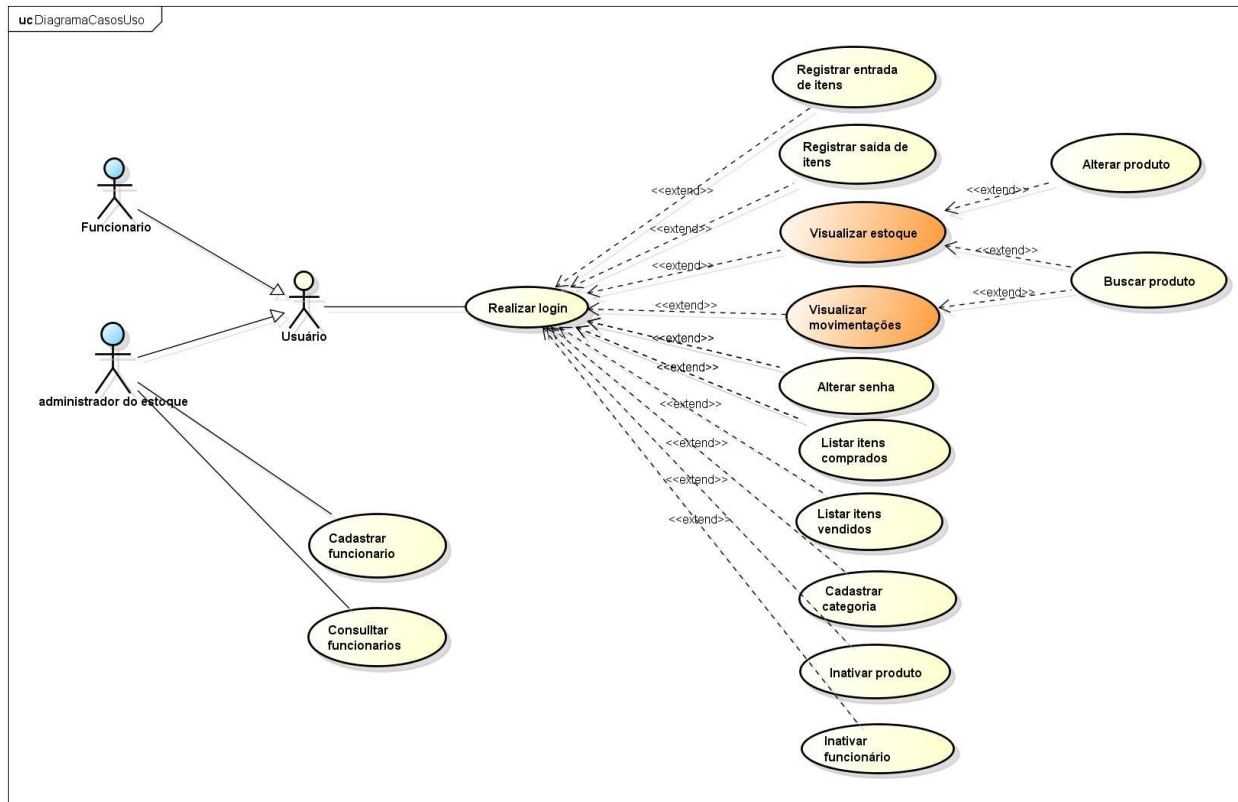 uc DiagramaCasosUso
Registrar entrada
de itens
Registrar saída de
itens
Alterar produto
<<extend>>
<<extend>>
Funcionario
<<extend>>
Visualizar estoque
<<extend>>
<<extend>>
Buscar produto
Usuário
Realizar login
<<extend>>
Visualizar
movimentações
<<extend>>
<<extend>>
<<extend>>
Alterar senha
administrador do estoque
<<extend>>
Listar itens
comprados
<<extend>>
<<extend>>
<<extend>>
Listar itens
vendidos
Cadastrar
funcionario
Cadastrar
categoria
Consulltar
funcionarios
Inativar produto
Inativar
funcionário